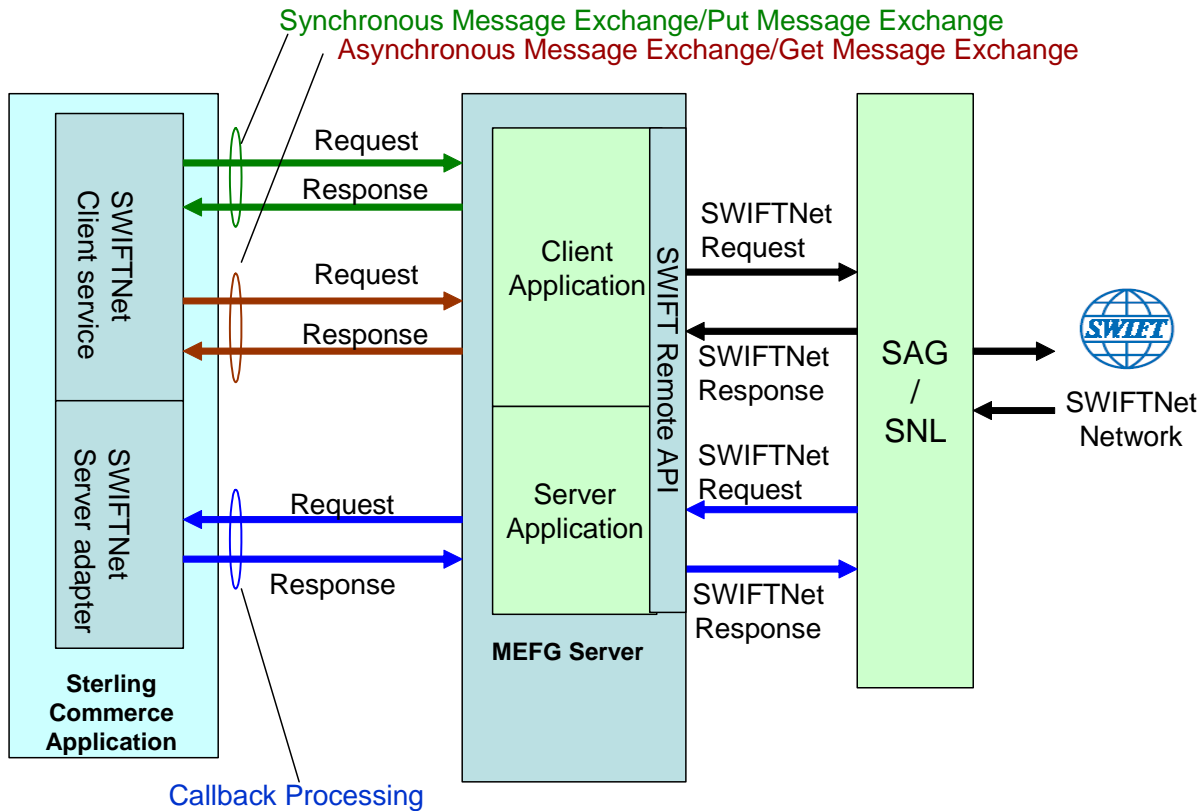 Synchronous Message Exchange/Put Message Exchange
Asynchronous Message Exchange/Get Message Exchange
SWIFTNet
Client service
SWIFTNet
Server adapter
Sterling
Commerce
Application
Request
Response
Request
Response
Request
Response
Callback Processing
Client
Application
Server
Application
SWIFT Remote API
MEFG Server
SWIFTNet
Request
SWIFTNet
Response
SWIFTNet
Request
SWIFTNet
Response
SAG
/
SNL
SWIFT
SWIFTNet
Network